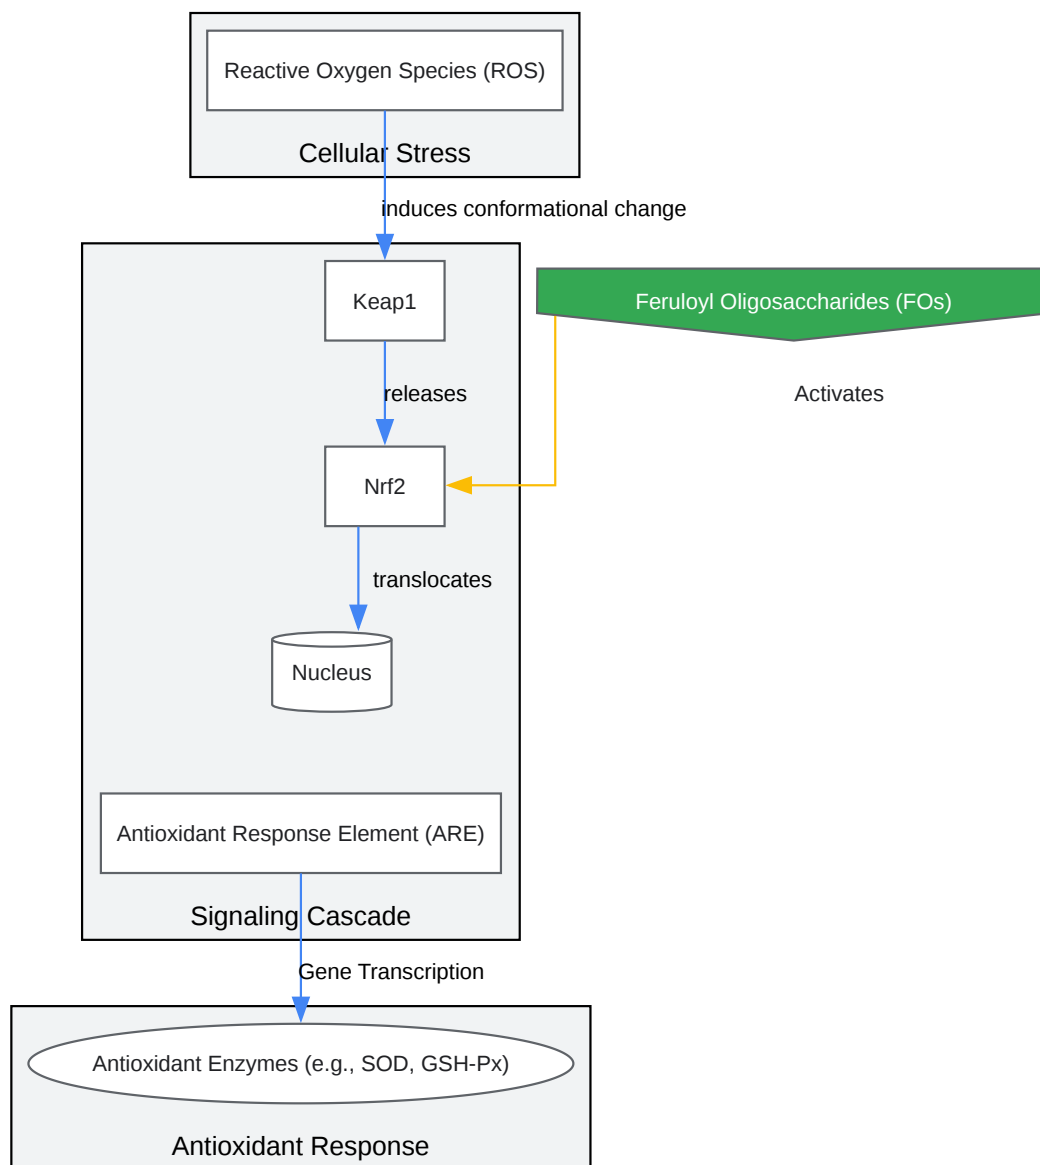 Reactive Oxygen Species (ROS)
Cellular Stress
induces conformational change
Keap1
Feruloyl Oligosaccharides (FOs)
releases
Activates
Nrf2
translocates
Nucleus
Antioxidant Response Element (ARE)
Signaling Cascade
Gene Transcription
Antioxidant Enzymes (e.g., SOD, GSH-Px)
Antioxidant Response